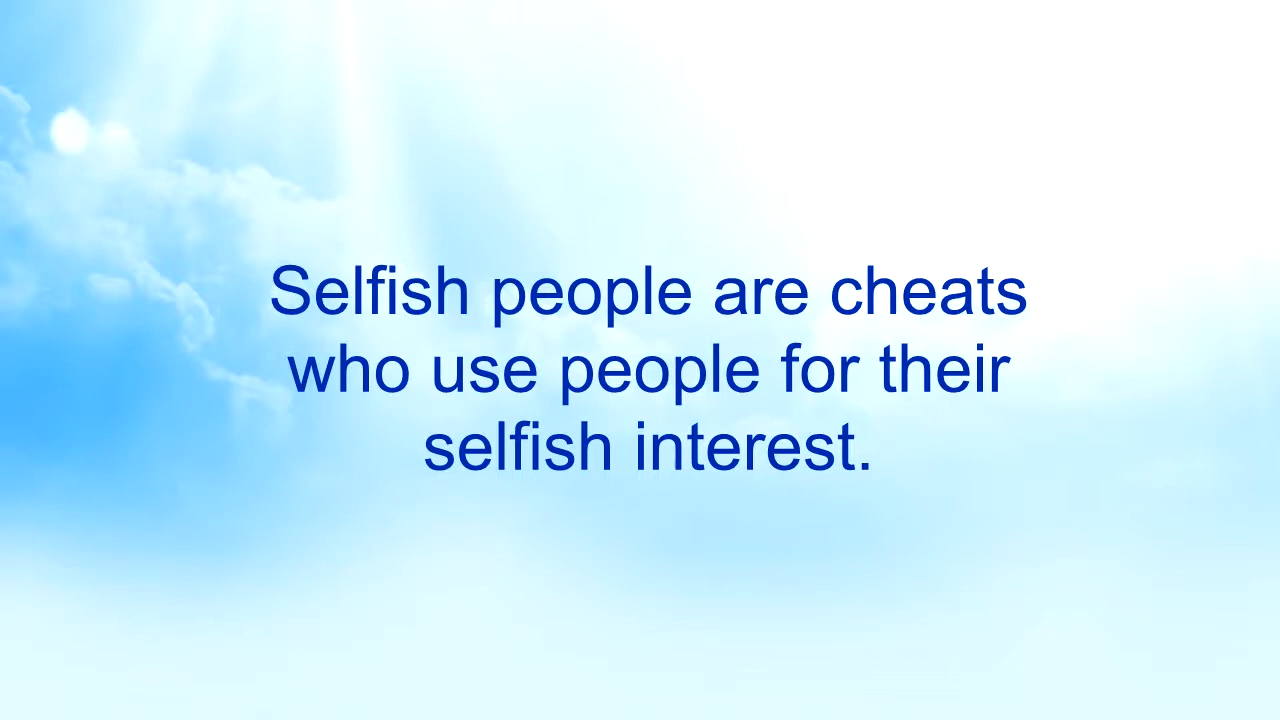 Selfish people are cheats
who use people for their
selfish interest.